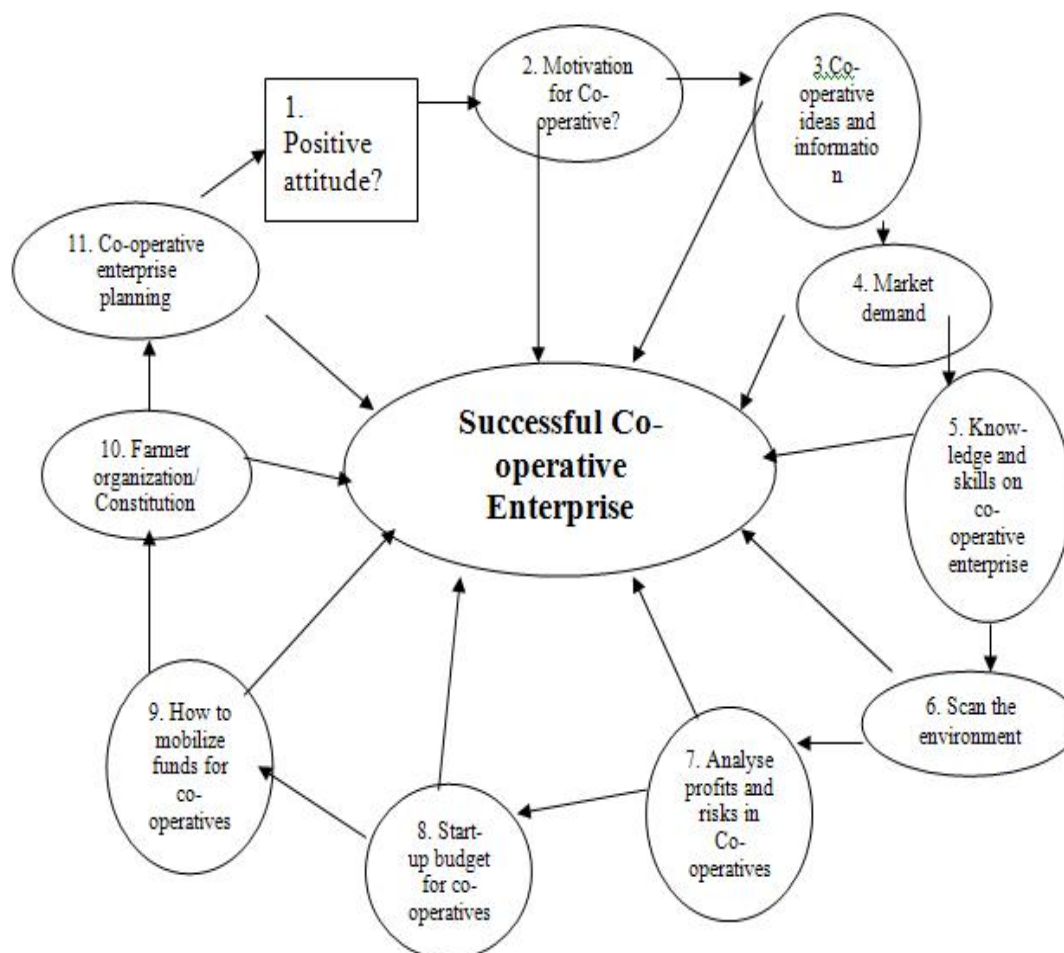 1.
Positive
attitude?
2. Motivation
for Co-
operative?
3.Co-
operative
ideas and
informatio
n
4. Market
demand
5. Know-
ledge and
skills on
co-
operative
enterprise
6. Scan the
environment
7. Analyse
profits and
risks in
Co-
operatives
8. Start-
up budget
for co-
operatives
9. How to
mobilize
funds for
co-
operatives
10. Farmer
organization/
Constitution
11. Co-operative
enterprise
planning
Successful Co-
operative
Enterprise